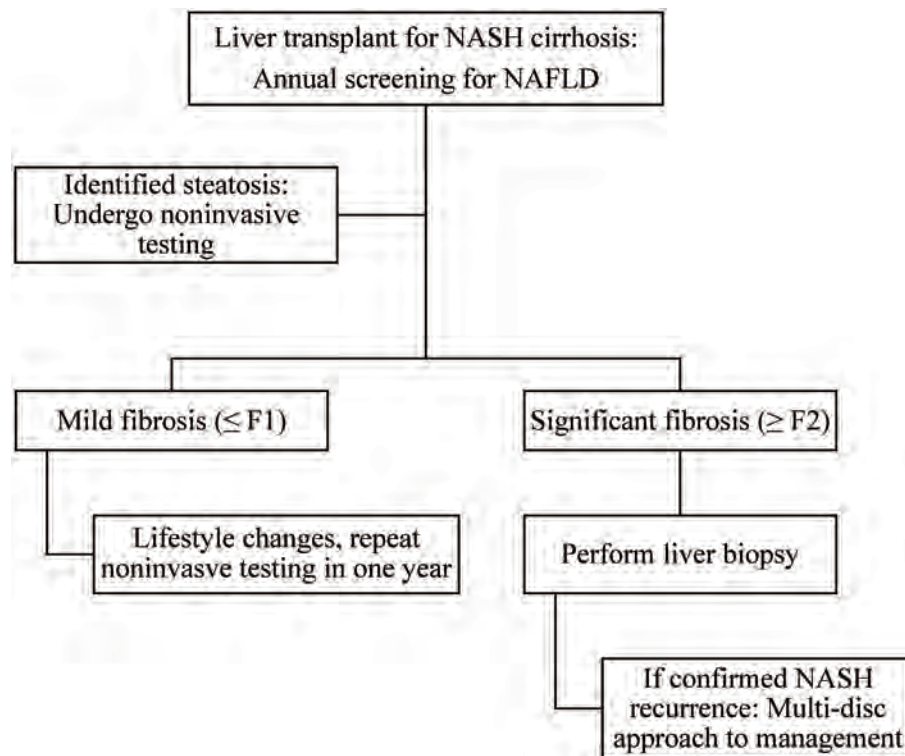 Liver transplant for NASH cirrhosis:
Annual screening for NAFLD
Identified steatosis:
Undergo noninvasive
testing
Mild fibrosis (≤ F1)
Significant fibrosis (≥ F2)
Lifestyle changes, repeat
noninvasve testing in one year
Perform liver biopsy
If confirmed NASH
recurrence: Multi-disc
approach to management